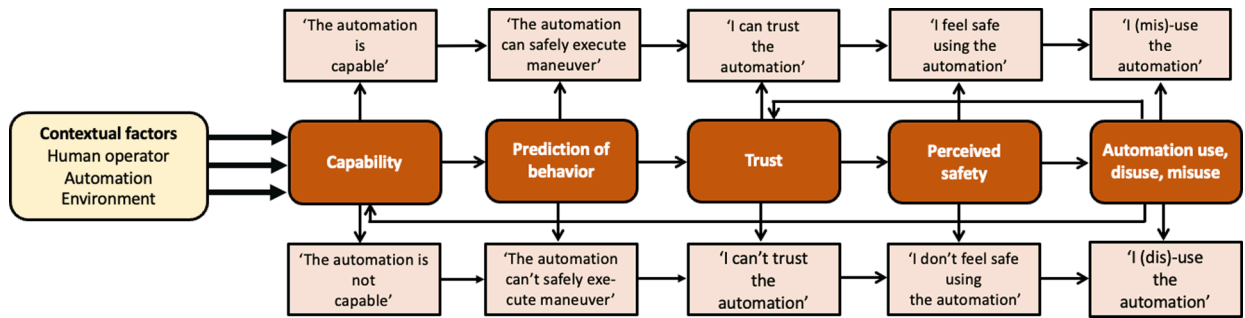 ‘The automation
is
capable’
‘The automation
can safely execute
maneuver’
‘I can trust
the
automation’
‘I feel safe
using the
automation’
‘I (mis)-use
the
automation’
Contextual factors
Human operator
Automation
Environment
Capability
Prediction of
behavior
Trust
Perceived
safety
Automation use,
disuse, misuse
‘The automation is
not
capable’
‘The automation
can’t safely exe-
cute maneuver’
‘I can’t trust
the
automation’
‘I don’t feel safe
using
the automation’
‘I (dis)-use
the
automation’